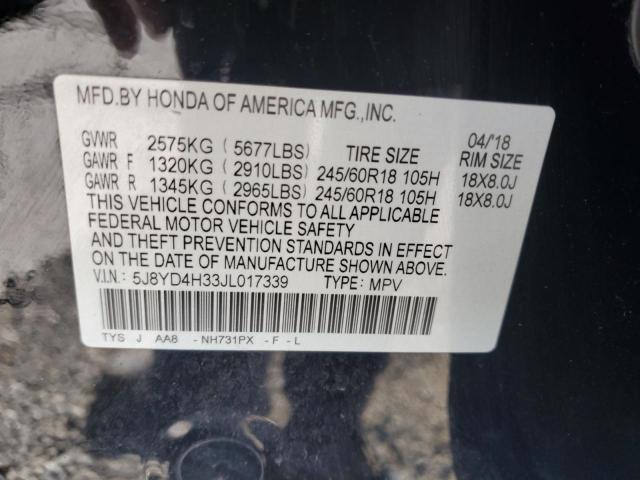 MFD.BY HONDA OF AMERICA MFG.,INC.
04/'18
GVWR 2575KG ( 5677LBS) TIRE SIZE RIM SIZE
GAWR F 1320KG ( 2910LBS) 245/60R18 105H 18X8.0J
GAWR R 1345KG ( 2965LBS) 245/60R18 105H 18X8.0J
THIS VEHICLE CONFORMS TO ALL APPLICABLE
FEDERAL MOTOR VEHICLE SAFETY
AND THEFT PREVENTION STANDARDS IN EFFECT
ON THE DATE OF MANUFACTURE SHOWN ABOVE.
V.I.N.: 5J8YD4H33JL017339 TYPE: MPV
TYS J AA8 - NH731PX - F - L